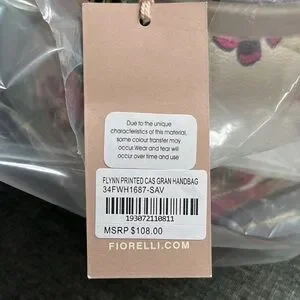 Due to the unique
characteristics of this material,
some colour transfer may
occur.Wear and tear will
occur over time and use
FLYNN PRINTED CAS GRAN HANDBAG
34FWH1687-SAV
193072110811
MSRP $108.00
FIORELLI.COM